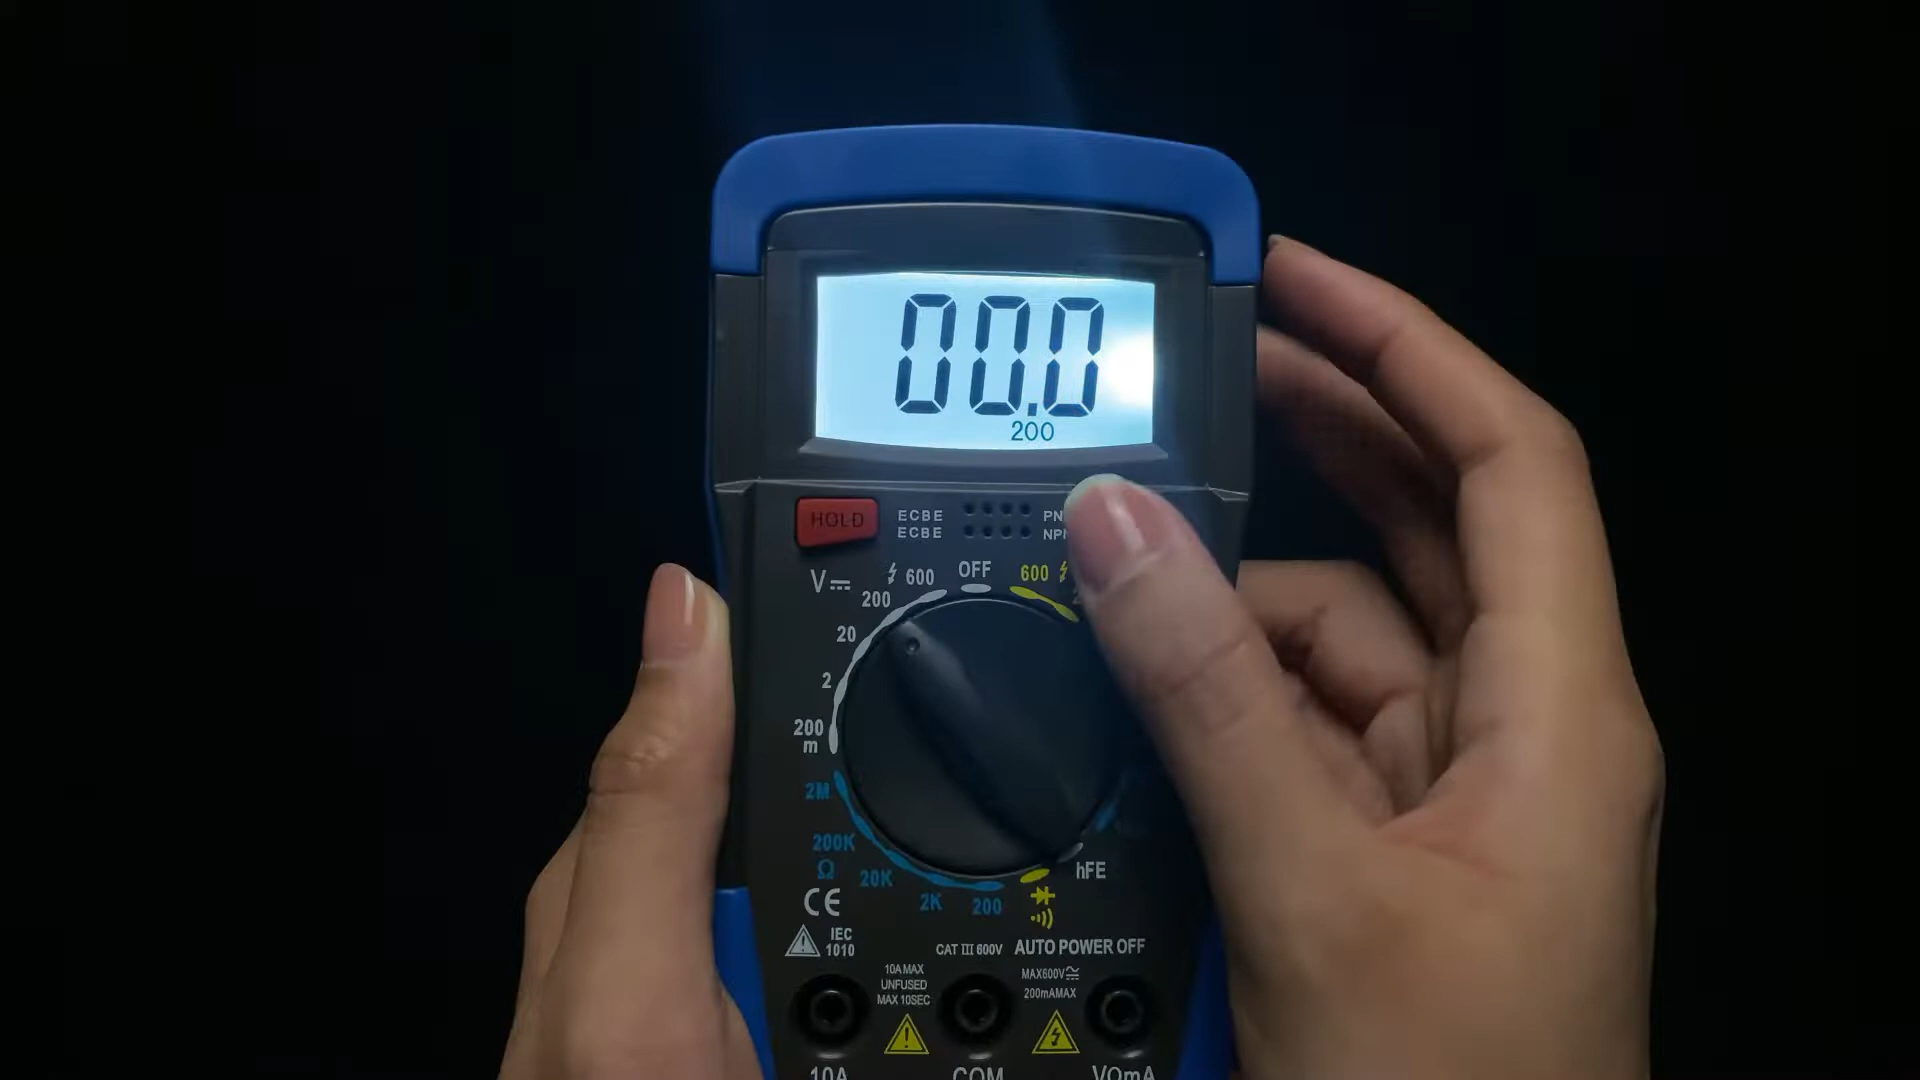 00.0
200
HOLD
ECBE
ECBE
PN
NPN
V
600
OFF
600
200
20
2
200
m
2M
200K
Ω
20K
2K
200
hFE
CE
IEC
1010
CAT III 600V
AUTO POWER OFF
10A MAX
UNFUSED
MAX 10SEC
MAX600V
200mAMAX
10A
COM
VΩmA